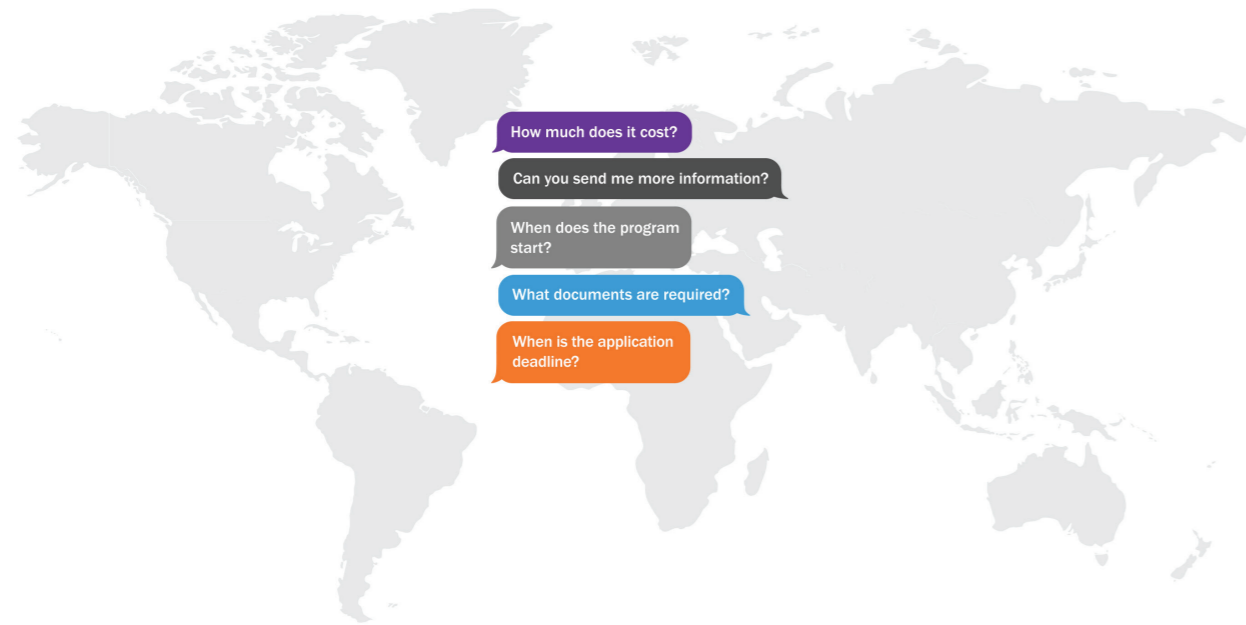 How much does it cost?
Can you send me more information?
When does the program
start?
What documents are required?
When is the application
deadline?